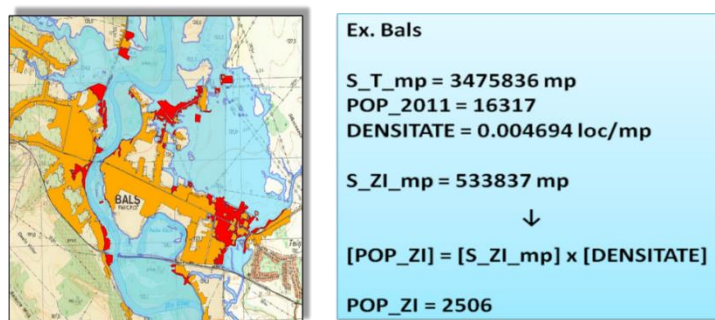 BALS
Ex. Bals
S_T_mp = 3475836 mp
POP_2011 = 16317
DENSITATE = 0.004694 loc/mp
S_ZI_mp = 533837 mp
↓
[POP_ZI] = [S_ZI_mp] x [DENSITATE]
POP_ZI = 2506